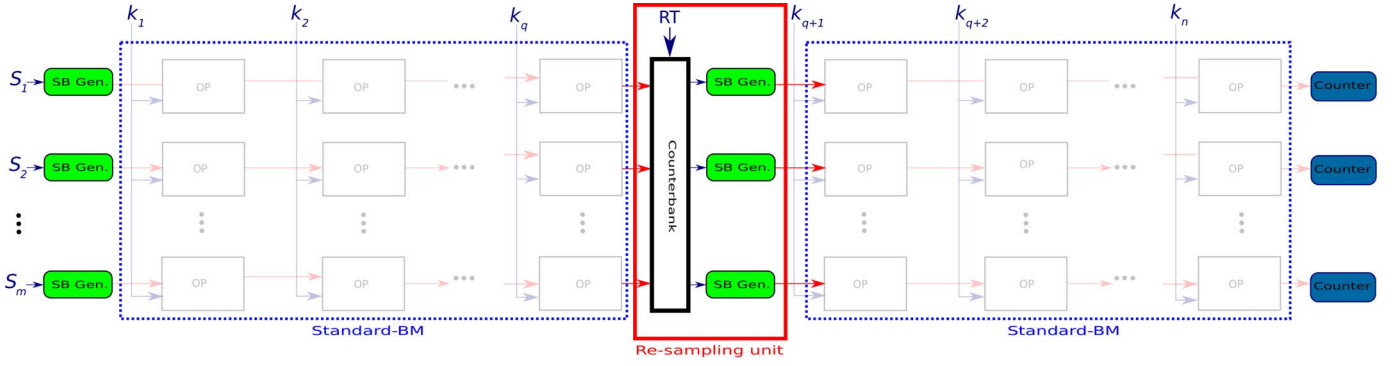 k1 k2 kq RT kq+1 kq+2 kn
S1 SB Gen. OP OP ••• OP SB Gen. OP OP ••• OP Counter
S2 SB Gen. OP OP ••• OP SB Gen. OP OP ••• OP Counter
Counterbank
Sm SB Gen. OP OP ••• OP SB Gen. OP OP ••• OP Counter
Standard-BM Standard-BM
Re-sampling unit